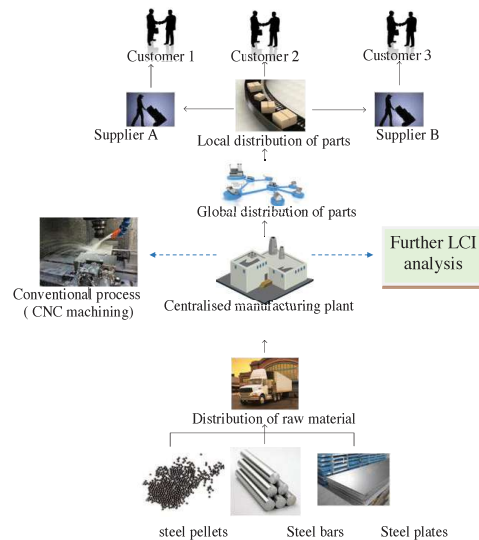 Customer 1
Customer 2
Customer 3
Supplier A
Local distribution of parts
Supplier B
Global distribution of parts
Further LCI
analysis
Conventional process
( CNC machining)
Centralised manufacturing plant
Distribution of raw material
steel pellets
Steel bars
Steel plates